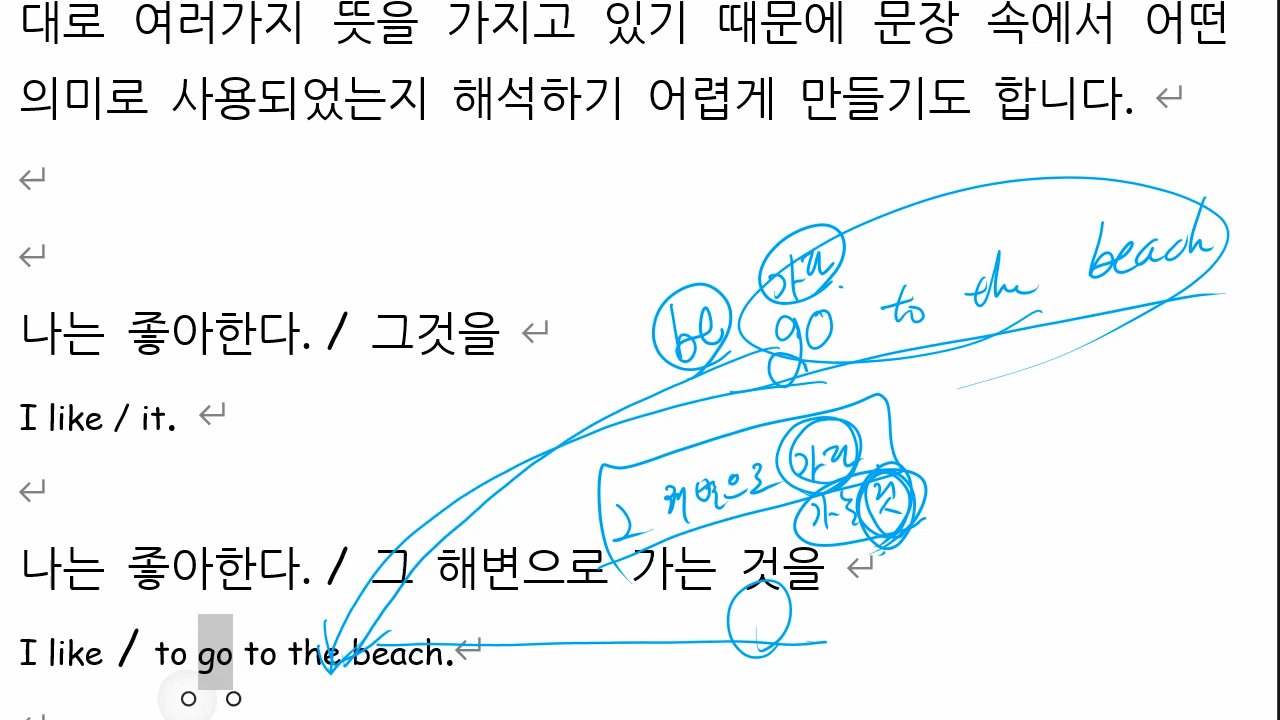 대로 여러가지 뜻을 가지고 있기 때문에 문장 속에서 어떤
의미로 사용되었는지 해석하기 어렵게 만들기도 합니다.
be go to the beach
나는 좋아한다. / 그것을
I like / it.
그 해변으로 가다
가는 것
나는 좋아한다. / 그 해변으로 가는 것을
I like / to go to the beach.